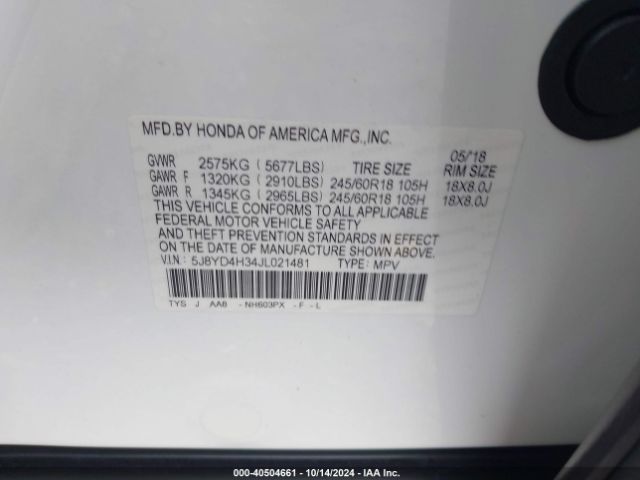 MFD.BY HONDA OF AMERICA MFG.,INC.
05/18
GVWR 2575KG ( 5677LBS) TIRE SIZE RIM SIZE
GAWR F 1320KG ( 2910LBS) 245/60R18 105H 18X8.0J
GAWR R 1345KG ( 2965LBS) 245/60R18 105H 18X8.0J
THIS VEHICLE CONFORMS TO ALL APPLICABLE
FEDERAL MOTOR VEHICLE SAFETY
AND THEFT PREVENTION STANDARDS IN EFFECT
ON THE DATE OF MANUFACTURE SHOWN ABOVE.
V.I.N: 5J8YD4H34JL021481 TYPE: MPV
TYS J AA8 - NH603PX - F - L
000-40504661 - 10/14/2024 - IAA Inc.